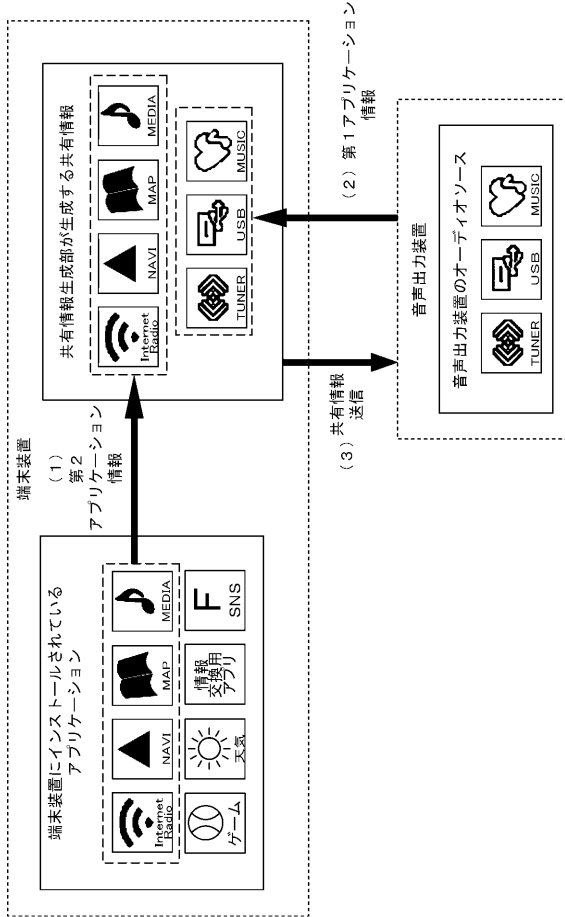 端末装置
端末装置にインストールされている
アプリケーション
Internet
Radio
NAVI
MAP
MEDIA
ゲーム
天気
情報
交換用
アプリ
F
SNS
(1)
第2
アプリケーション
情報
共有情報生成部が生成する共有情報
Internet
Radio
NAVI
MAP
MEDIA
TUNER
USB
MUSIC
(3)共有情報
送信
(2)第1アプリケーション
情報
音声出力装置
音声出力装置のオーディオソース
TUNER
USB
MUSIC